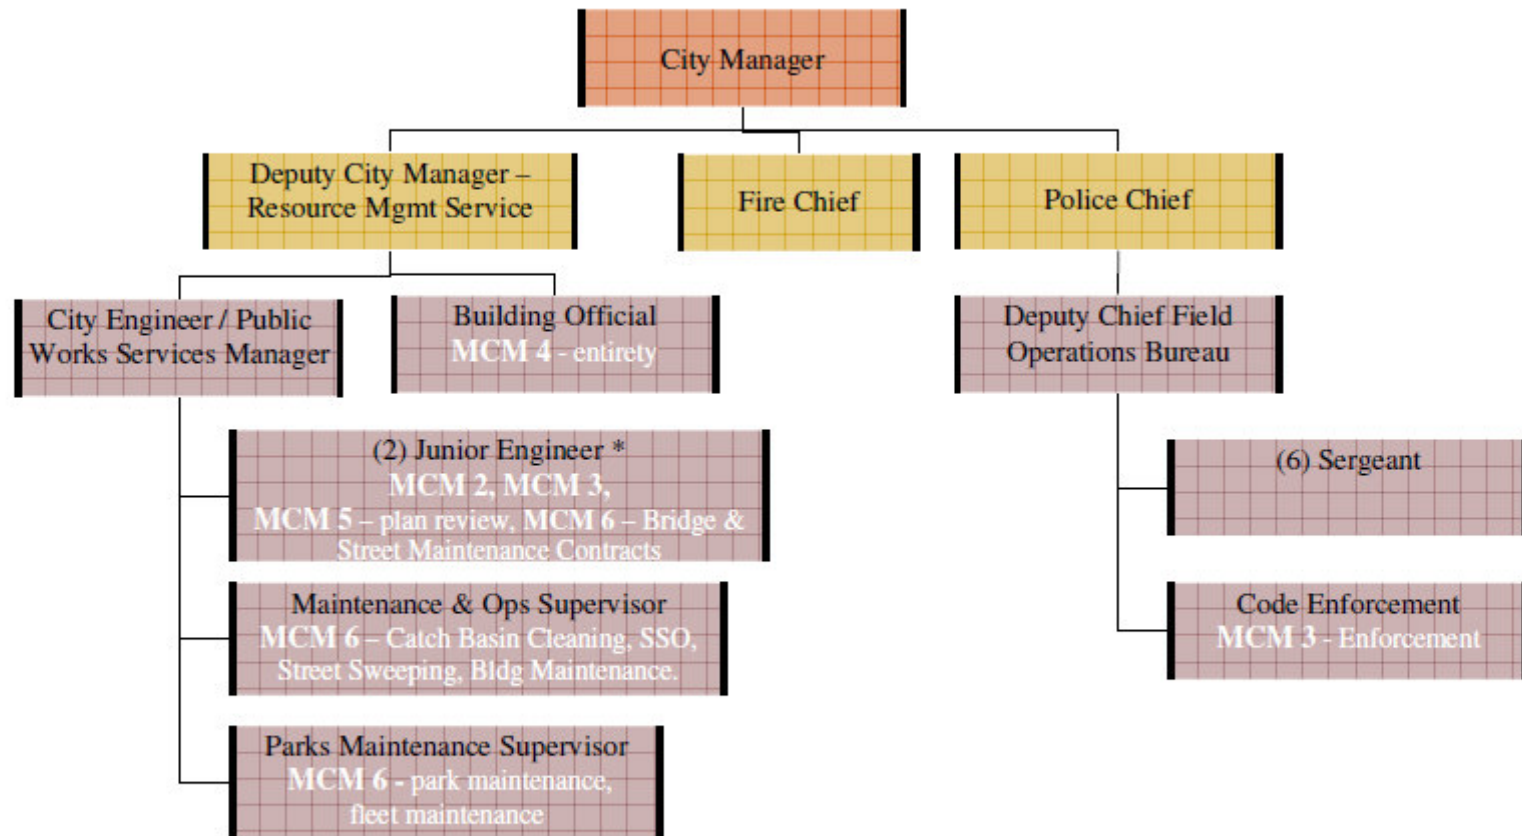 City Manager
Deputy City Manager –
Resource Mgmt Service
Fire Chief
Police Chief
City Engineer / Public
Works Services Manager
Building Official
MCM 4 - entirety
Deputy Chief Field
Operations Bureau
(2) Junior Engineer *
MCM 2, MCM 3,
MCM 5 – plan review, MCM 6 – Bridge &
Street Maintenance Contracts
(6) Sergeant
Maintenance & Ops Supervisor
MCM 6 – Catch Basin Cleaning, SSO,
Street Sweeping, Bldg Maintenance.
Code Enforcement
MCM 3 - Enforcement
Parks Maintenance Supervisor
MCM 6 - park maintenance,
fleet maintenance